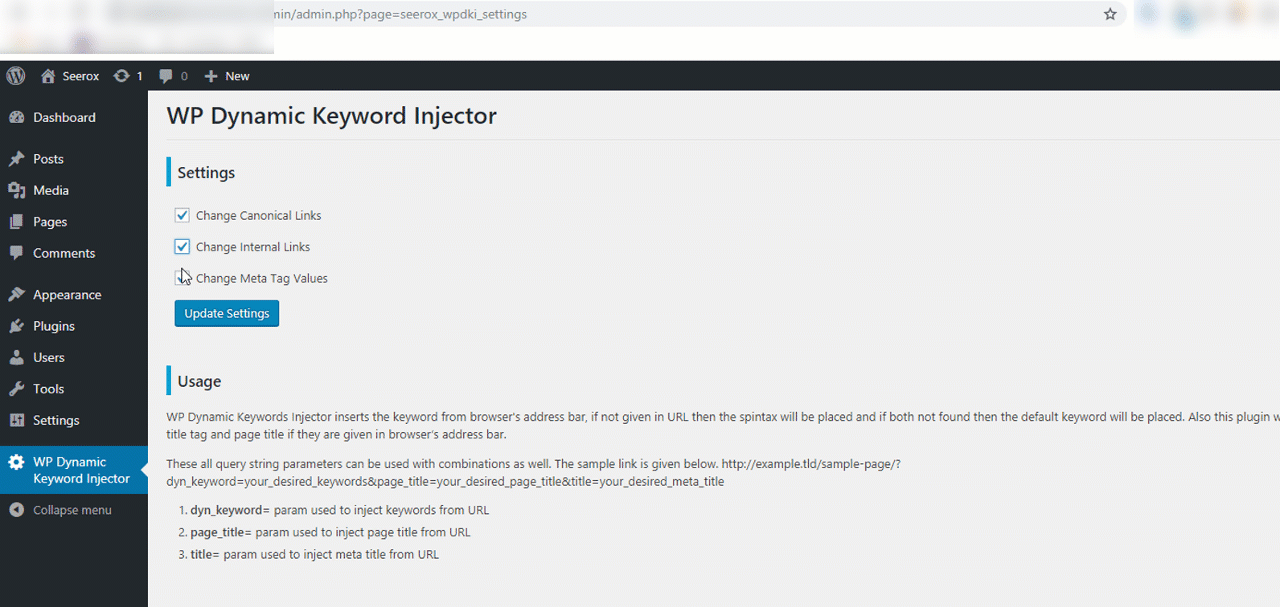 min/admin.php?page=seerox_wpdki_settings
Seerox 1 0 New
Dashboard
Posts
Media
Pages
Comments
Appearance
Plugins
Users
Tools
Settings
WP Dynamic
Keyword Injector
Collapse menu
WP Dynamic Keyword Injector
Settings
Change Canonical Links
Change Internal Links
Change Meta Tag Values
Update Settings
Usage
WP Dynamic Keywords Injector inserts the keyword from browser's address bar, if not given in URL then the spintax will be placed and if both not found then the default keyword will be placed. Also this plugin
title tag and page title if they are given in browser's address bar.
These all query string parameters can be used with combinations as well. The sample link is given below. http://example.tld/sample-page/?
dyn_keyword=your_desired_keywords&page_title=your_desired_page_title&title=your_desired_meta_title
1. dyn_keyword= param used to inject keywords from URL
2. page_title= param used to inject page title from URL
3. title= param used to inject meta title from URL